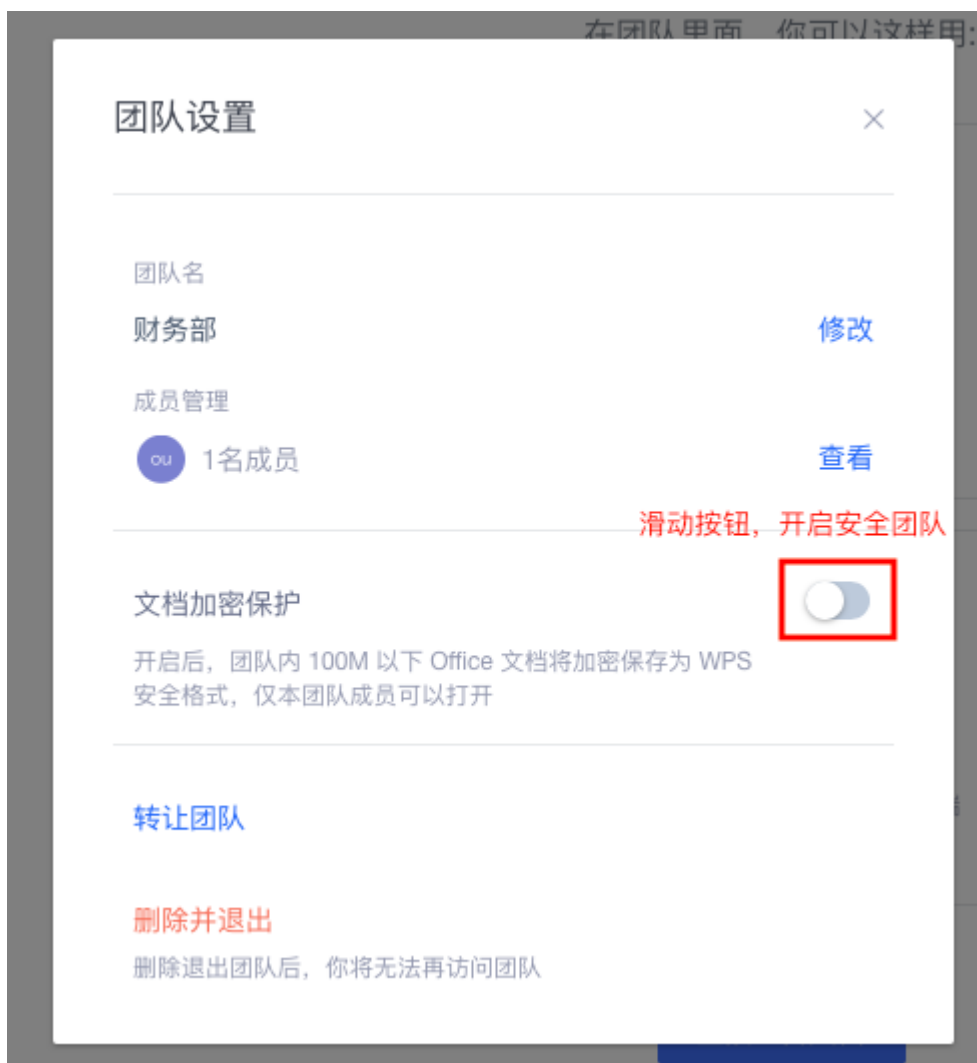 在团队里面 你可以这样用:
团队设置
团队名
财务部
修改
成员管理
ou
1名成员
查看
滑动按钮，开启安全团队
文档加密保护
开启后，团队内 100M 以下 Office 文档将加密保存为 WPS
安全格式，仅本团队成员可以打开
转让团队
删除并退出
删除退出团队后，你将无法再访问团队